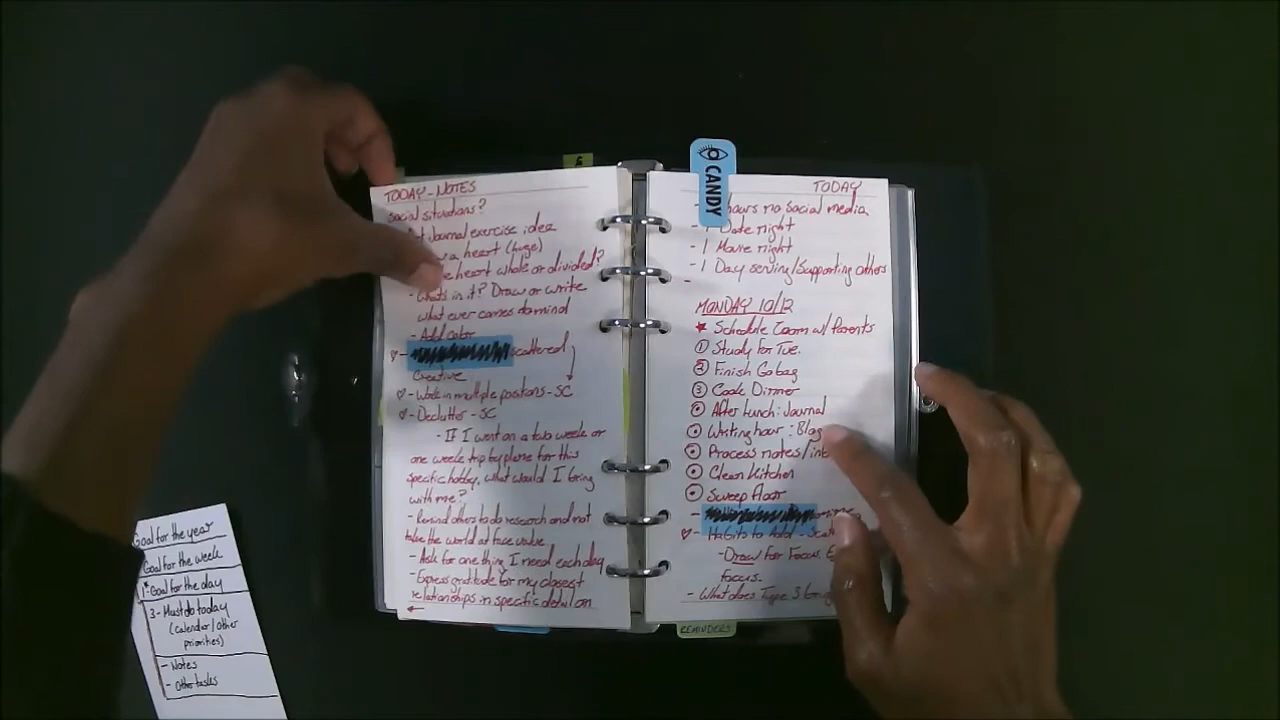 TODAY - NOTES
Social situations?
Journal exercise idea
a heart (huge)
heart whole or divided?
- What's in it? Draw or write
what ever comes to mind
- Add color
scattered
Creative
- Work in multiple positions - SC
- Declutter - SC
- If I went on a two week or
one week trip by plane for this
specific hobby, what would I bring
with me?
- Remind others to do research and not
take the world at face value
- Ask for one thing I need each day
- Express gratitude for my closest
relationships in specific detail on
CANDY
TODAY
hours no social media
- 1 Date night
- 1 Movie night
- 1 Day serving/Supporting others
-
MONDAY 10/12
★ Schedule Zoom w/ Parents
① Study for Tue.
② Finish Gobag
③ Cook Dinner
After Lunch: Journal
Writing hour: Blog
Process notes/
Clean Kitchen
Sweep floor
♡ - Habits to Add -
- Draw for Focus.
focus.
- What does Type 3
REMINDERS
Goal for the year
Goal for the week
1* Goal for the day
3 - Must do today
(calendar/other
priorities)
- Notes
- Other tasks